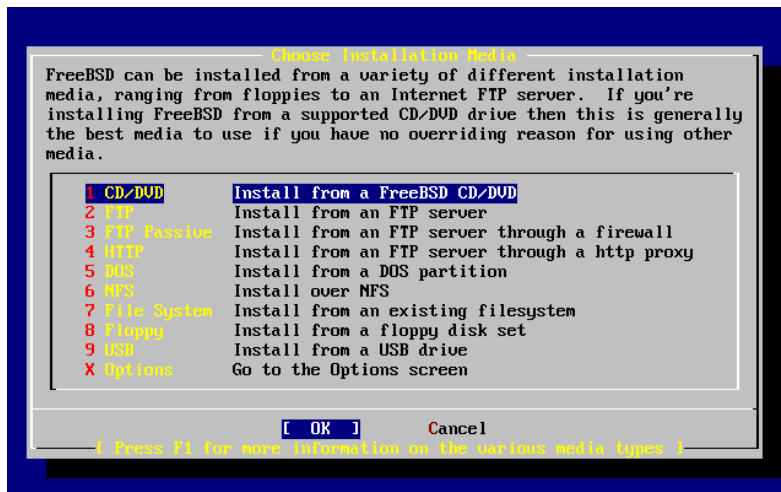 Choose Installation Media
FreeBSD can be installed from a variety of different installation
media, ranging from floppies to an Internet FTP server.  If you're
installing FreeBSD from a supported CD/DVD drive then this is generally
the best media to use if you have no overriding reason for using other
media.
1 CD/DVD Install from a FreeBSD CD/DVD
2 FTP Install from an FTP server
3 FTP Passive Install from an FTP server through a firewall
4 HTTP Install from an FTP server through a http proxy
5 DOS Install from a DOS partition
6 NFS Install over NFS
7 File System Install from an existing filesystem
8 Floppy Install from a floppy disk set
9 USB Install from a USB drive
X Options Go to the Options screen
[ OK ] Cancel
[ Press F1 for more information on the various media types ]